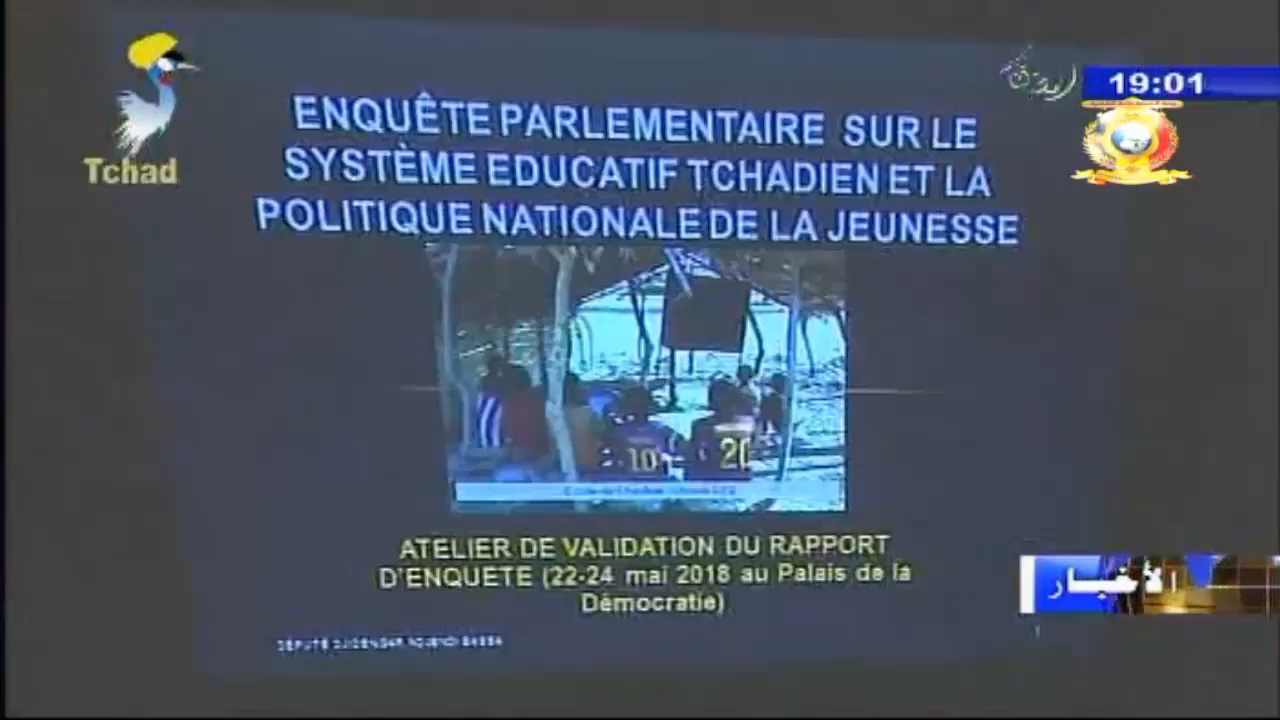 Tchad
19:01
ENQUÊTE PARLEMENTAIRE SUR LE
SYSTÈME EDUCATIF TCHADIEN ET LA
POLITIQUE NATIONALE DE LA JEUNESSE
10
20
ATELIER DE VALIDATION DU RAPPORT
D'ENQUETE (22-24 mai 2018 au Palais de la
Démocratie)
الأخبار
DÉPUTÉ